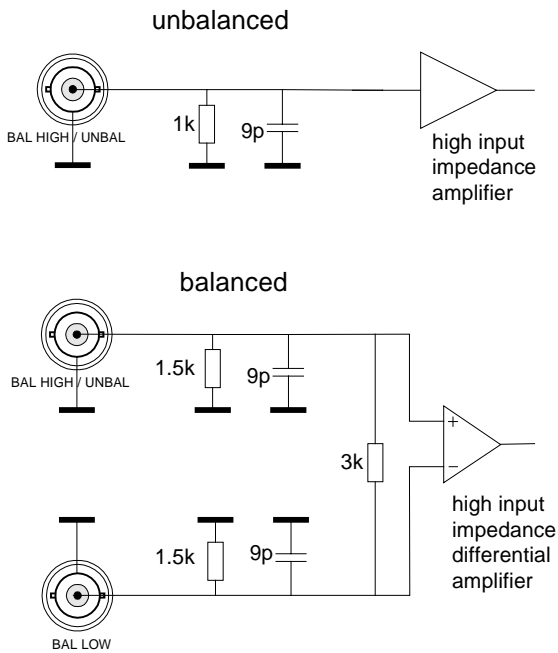 unbalanced
BAL HIGH / UNBAL
1k
9p
high input
impedance
amplifier
balanced
BAL HIGH / UNBAL
1.5k
9p
3k
+
−
high input
impedance
differential
amplifier
1.5k
9p
BAL LOW